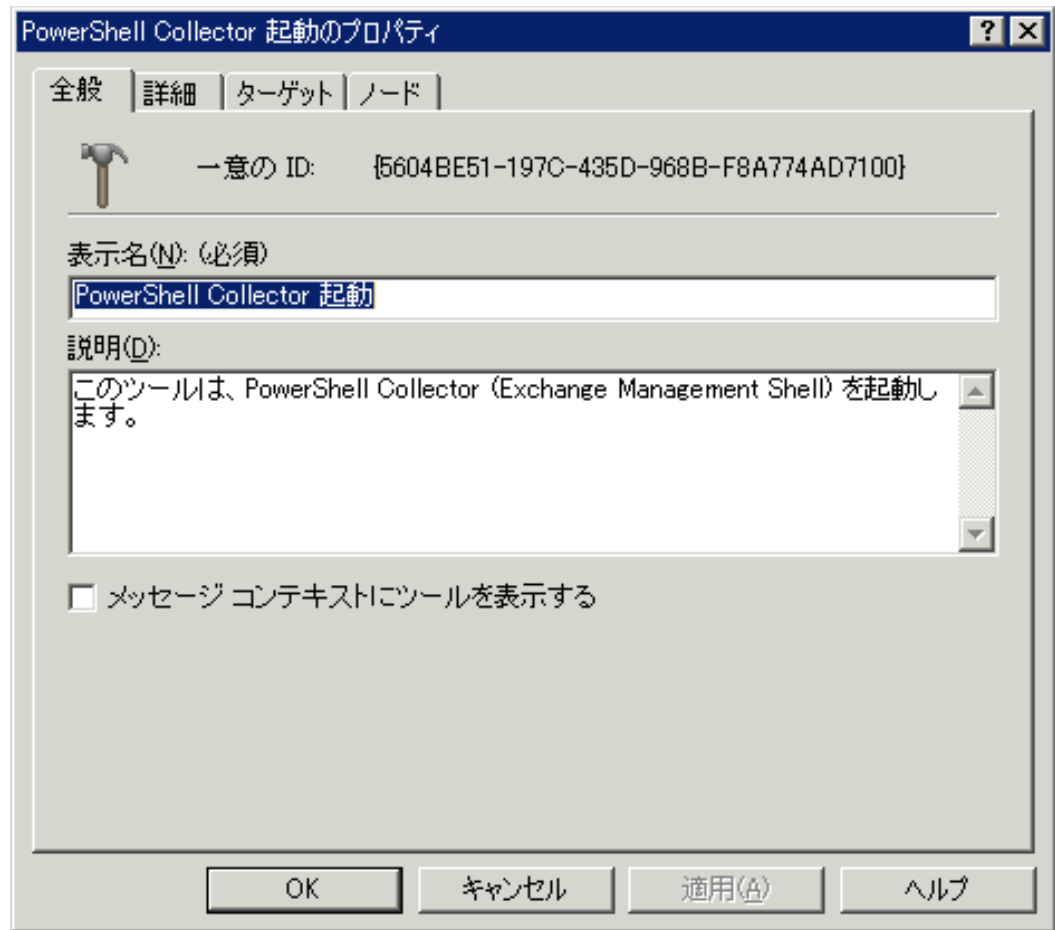 PowerShell Collector 起動のプロパティ
全般 詳細 ターゲット ノード
一意の ID: {5604BE51-197C-435D-968B-F8A774AD7100}
表示名(N): (必須)
PowerShell Collector 起動
説明(D):
このツールは、PowerShell Collector (Exchange Management Shell) を起動し
ます。
メッセージ コンテキストにツールを表示する
OK キャンセル 適用(A) ヘルプ